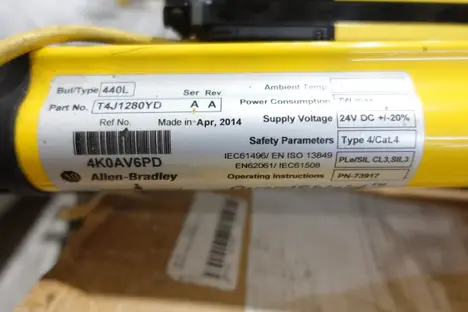 Bul/Type 440L Ser Rev
Part No. T4J1280YD A A
Ref No. Made in Apr, 2014
4K0AV6PD
Allen-Bradley
Ambient Temp
Power Consumption
Supply Voltage 24V DC +/-20%
Safety Parameters Type 4/Cat.4
IEC61496/ EN ISO 13849 PLe/SIL CL3,SIL3
EN62061/ IEC61508
Operating Instructions PN-73917